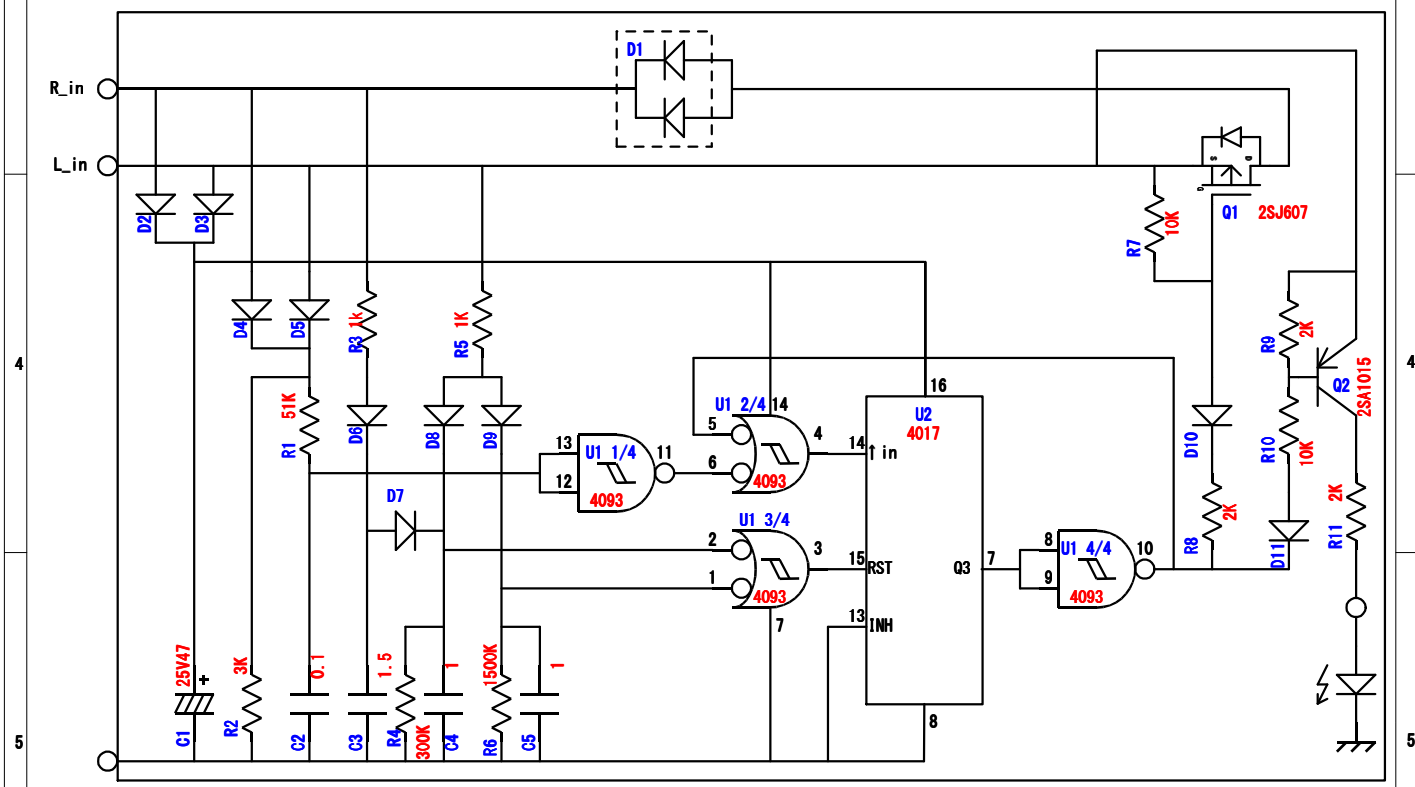 D1
R_in
L_in
S
D
G
Q1 2SJ607
D2
D3
R7
10K
D4
D5
R3
1k
R5
1K
R9
2K
4
4
16
Q2
2SA1015
U1 2/4
14
U2
4017
51K
R1
D6
D8
D9
5
4
14
↑in
D10
R10
10K
13
U1 1/4
11
6
4093
12
4093
D7
U1 3/4
R8
2K
R11
2K
2
3
15
RST
Q3
7
8
U1 4/4
10
D11
1
4093
9
4093
13
INH
7
25V47
+
C1
3K
R2
0.1
C2
1.5
C3
R4
300K
1
C4
1500K
R6
1
C5
8
5
5